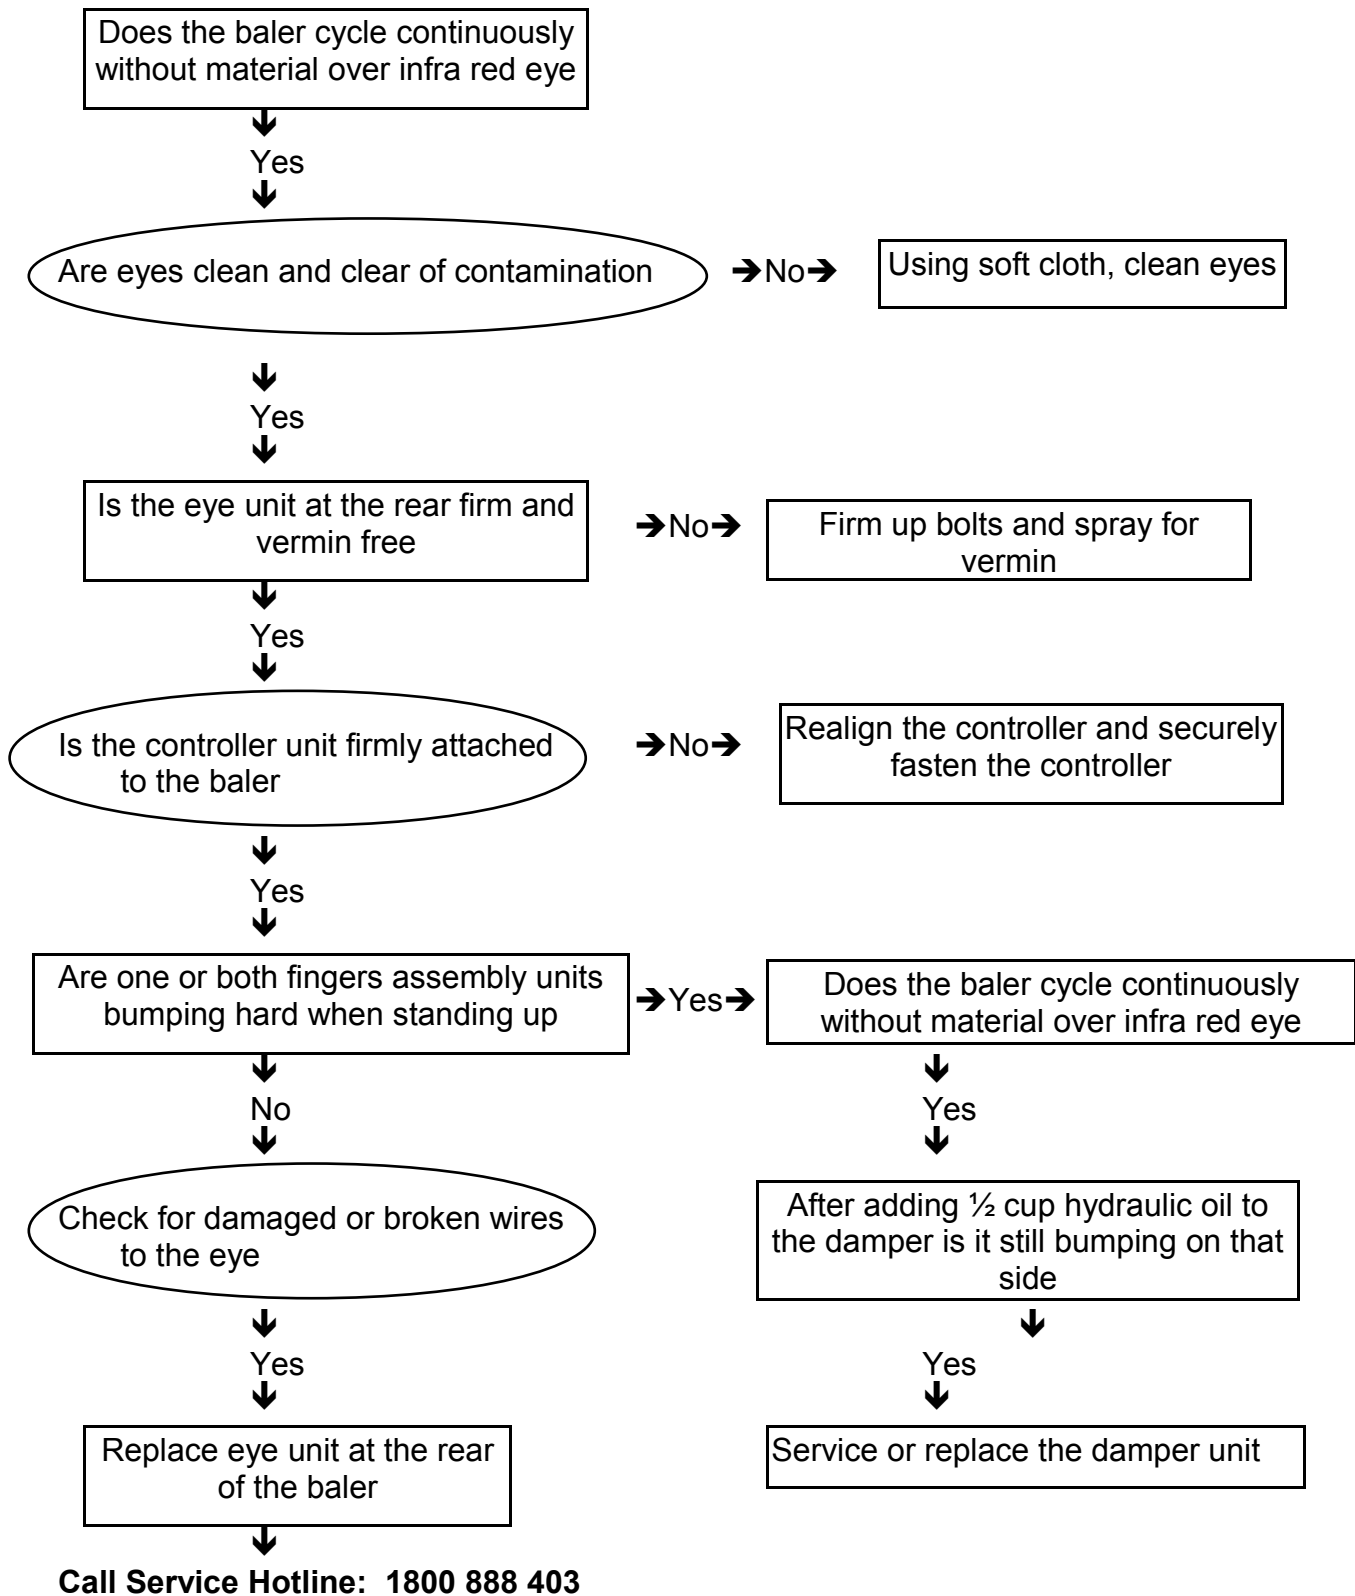 Does the baler cycle continuously
without material over infra red eye
Yes
Are eyes clean and clear of contamination
➔No➔
Using soft cloth, clean eyes
Yes
Is the eye unit at the rear firm and
vermin free
➔No➔
Firm up bolts and spray for
vermin
Yes
Is the controller unit firmly attached
to the baler
➔No➔
Realign the controller and securely
fasten the controller
Yes
Are one or both fingers assembly units
bumping hard when standing up
➔Yes➔
Does the baler cycle continuously
without material over infra red eye
No
Yes
Check for damaged or broken wires
to the eye
After adding ½ cup hydraulic oil to
the damper is it still bumping on that
side
Yes
Yes
Replace eye unit at the rear
of the baler
Service or replace the damper unit
Call Service Hotline: 1800 888 403